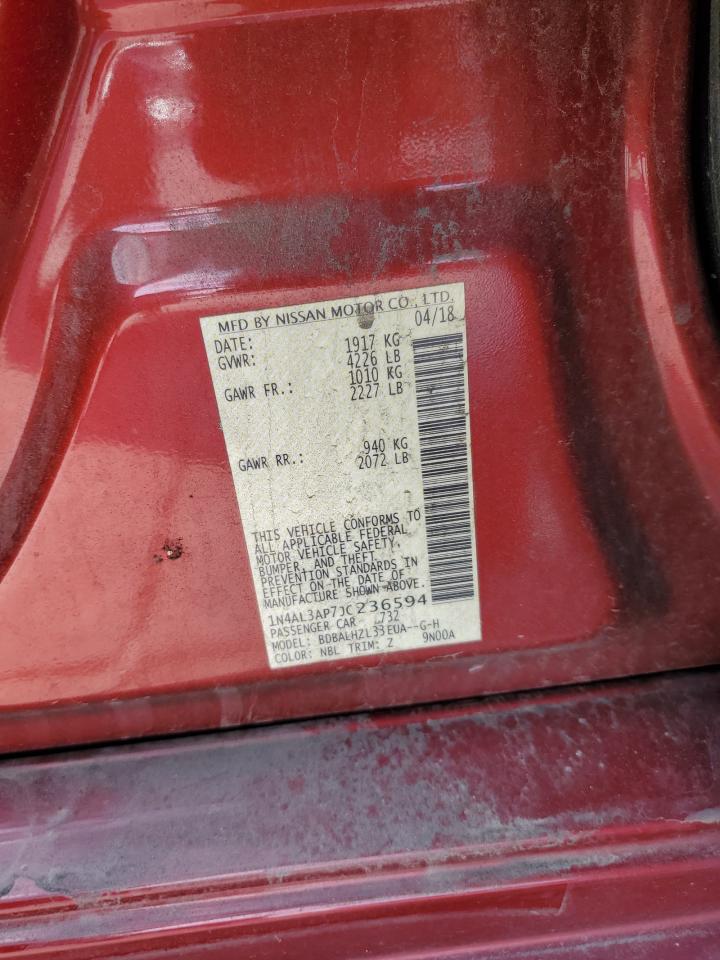 MFD BY NISSAN MOTOR CO., LTD.
DATE: 04/18
GVWR: 1917 KG
4226 LB
GAWR FR.: 1010 KG
2227 LB
GAWR RR.: 940 KG
2072 LB
THIS VEHICLE CONFORMS TO
ALL APPLICABLE FEDERAL
MOTOR VEHICLE SAFETY,
BUMPER, AND THEFT
PREVENTION STANDARDS IN
EFFECT ON THE DATE OF
MANUFACTURE SHOWN ABOVE.
1N4AL3AP7JC236594
PASSENGER CAR 732
MODEL: BDBALHZL33EUA--G-H
COLOR: NBL TRIM: Z 9N00A